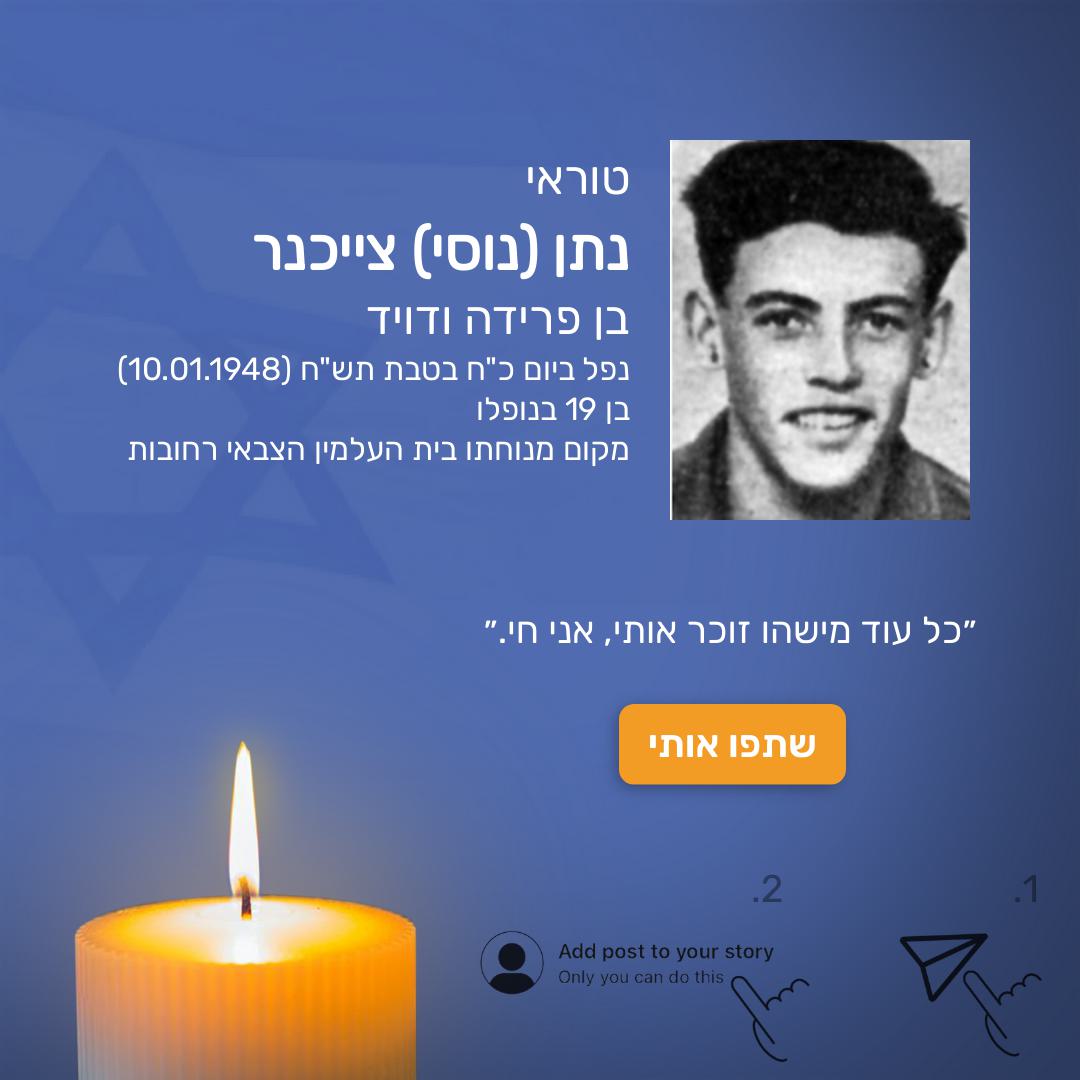 טוראי
נתן (נוסי) צייכנר
בן פרידה ודויד
נפל ביום כ"ח בטבת תש"ח (10.01.1948)
בן 19 בנופלו
מקום מנוחתו בית העלמין הצבאי רחובות
״כל עוד מישהו זוכר אותי, אני חי.״
שתפו אותי
1.
2.
Add post to your story
Only you can do this